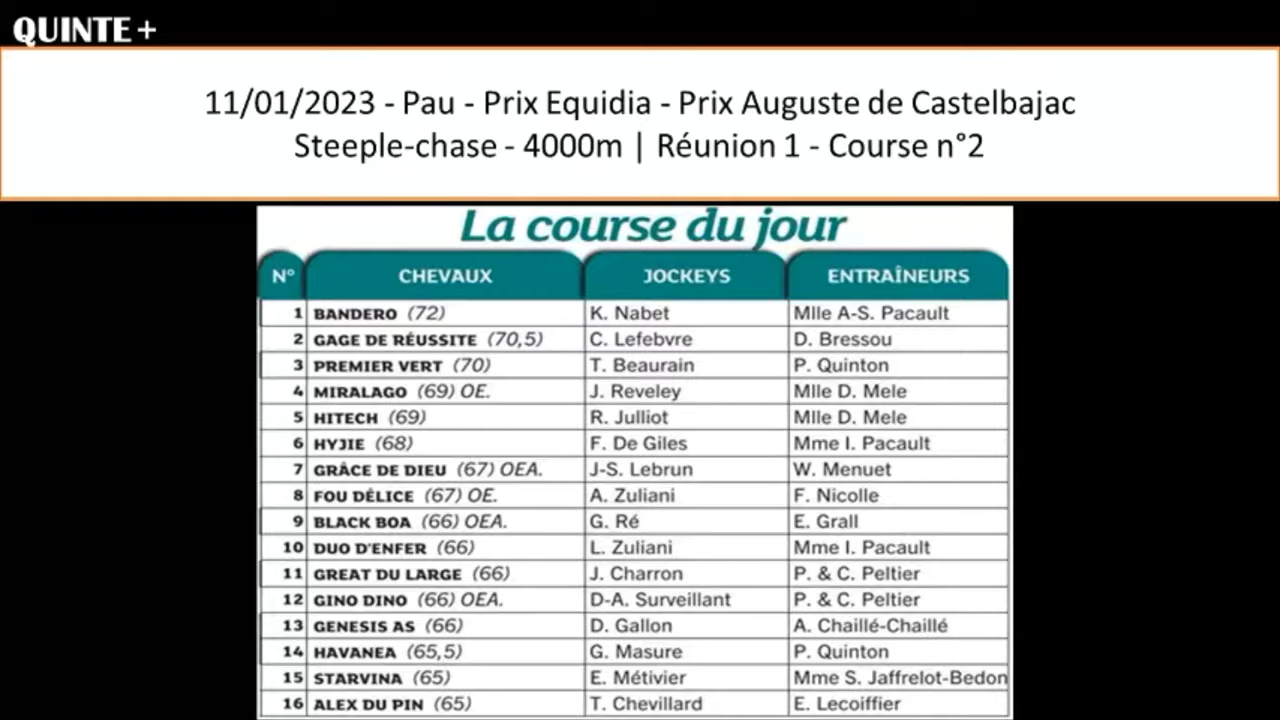 QUINTE+
11/01/2023 - Pau - Prix Equidia - Prix Auguste de Castelbajac
Steeple-chase - 4000m | Réunion 1 - Course n°2
La course du jour
N° CHEVAUX JOCKEYS ENTRAÎNEURS
1 BANDERO (72) K. Nabet Mlle A-S. Pacault
2 GAGE DE RÉUSSITE (70,5) C. Lefebvre D. Bressou
3 PREMIER VERT (70) T. Beaurain P. Quinton
4 MIRALAGO (69) OE. J. Reveley Mlle D. Mele
5 HITECH (69) R. Julliot Mlle D. Mele
6 HYJIE (68) F. De Giles Mme I. Pacault
7 GRÂCE DE DIEU (67) OEA. J-S. Lebrun W. Menuet
8 FOU DÉLICE (67) OE. A. Zuliani F. Nicolle
9 BLACK BOA (66) OEA. G. Ré E. Grall
10 DUO D'ENFER (66) L. Zuliani Mme I. Pacault
11 GREAT DU LARGE (66) J. Charron P. & C. Peltier
12 GINO DINO (66) OEA. D-A. Surveillant P. & C. Peltier
13 GENESIS AS (66) D. Gallon A. Chaillé-Chaillé
14 HAVANEA (65,5) G. Masure P. Quinton
15 STARVINA (65) E. Métivier Mme S. Jaffrelot-Bedon
16 ALEX DU PIN (65) T. Chevillard E. Lecoiffier